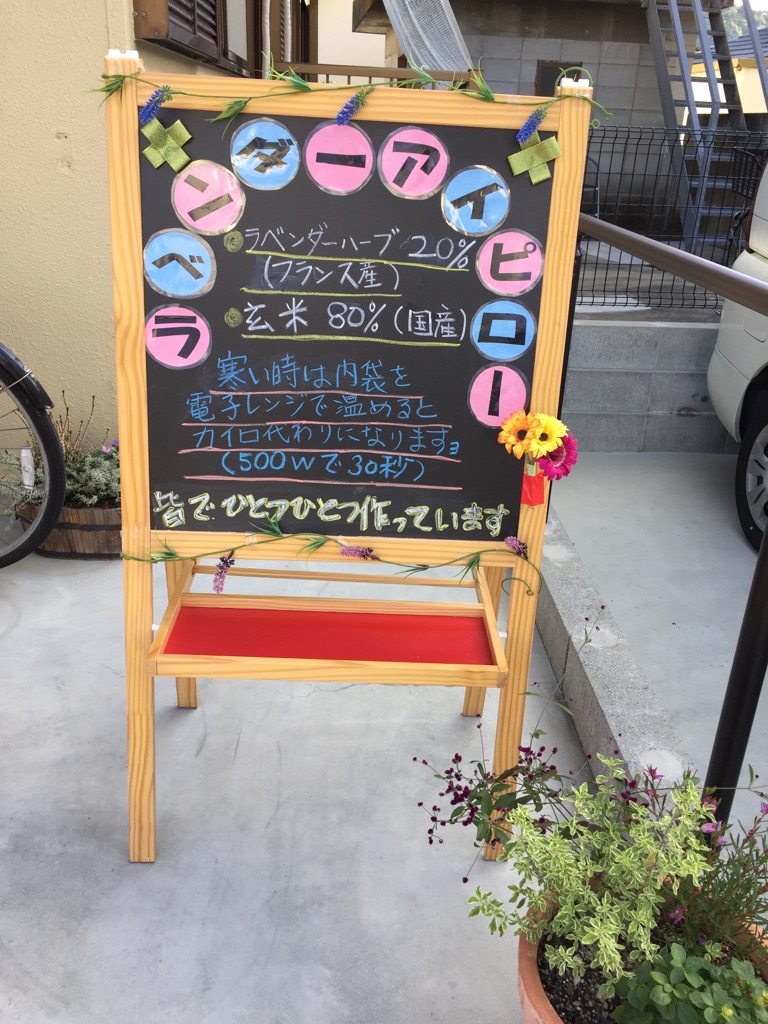 ラベンダーアイピロー
ラベンダーハーブ 20%
(フランス産)
玄米 80% (国産)
寒い時は内袋を
電子レンジで温めると
カイロ代わりになります。
(500Wで30秒)
皆でひとつひとつ作っています